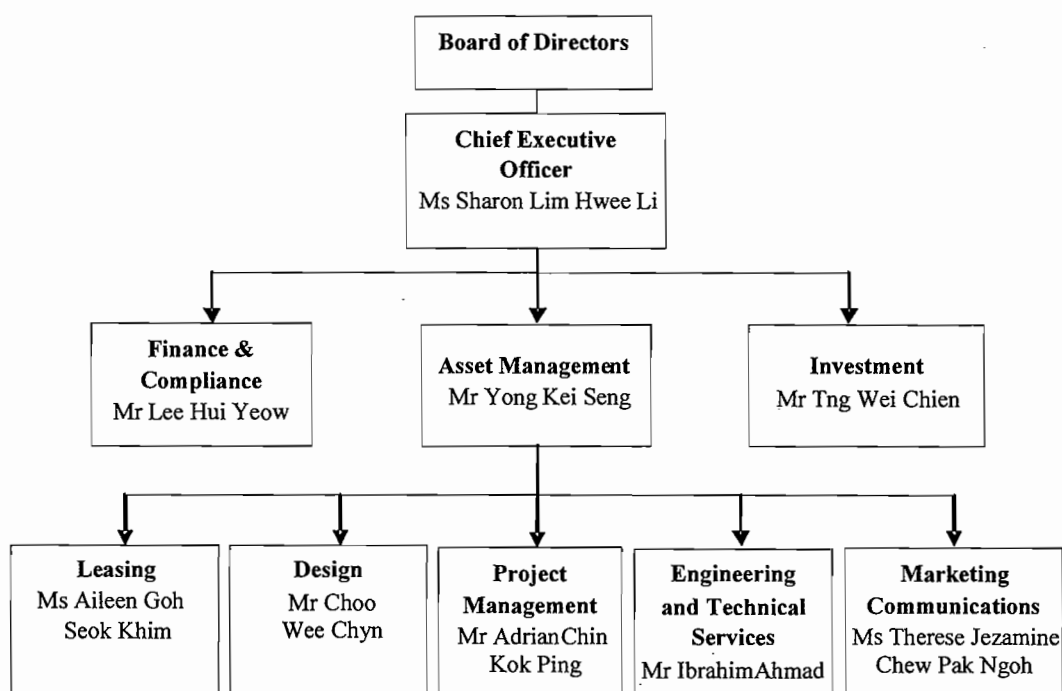 Board of Directors
Chief Executive
Officer
Ms Sharon Lim Hwee Li
Finance &
Compliance
Mr Lee Hui Yeow
Asset Management
Mr Yong Kei Seng
Investment
Mr Tng Wei Chien
Leasing
Ms Aileen Goh
Seok Khim
Design
Mr Choo
Wee Chyn
Project
Management
Mr AdrianChin
Kok Ping
Engineering
and Technical
Services
Mr IbrahimAhmad
Marketing
Communications
Ms Therese Jezamine
Chew Pak Ngoh